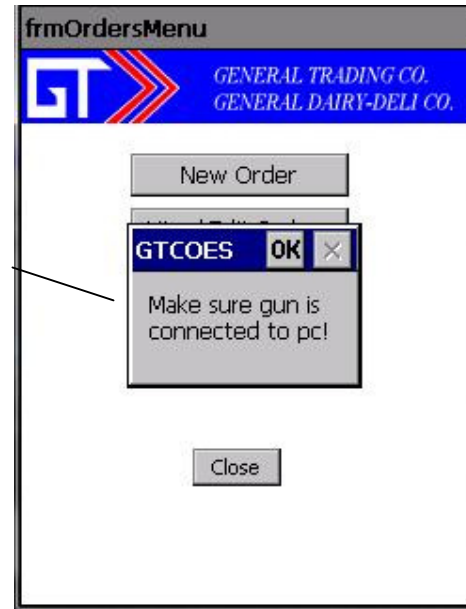 frmOrdersMenu
GT
GENERAL TRADING CO.
GENERAL DAIRY-DELI CO.
New Order
GTCOES OK
Make sure gun is
connected to pc!
Close